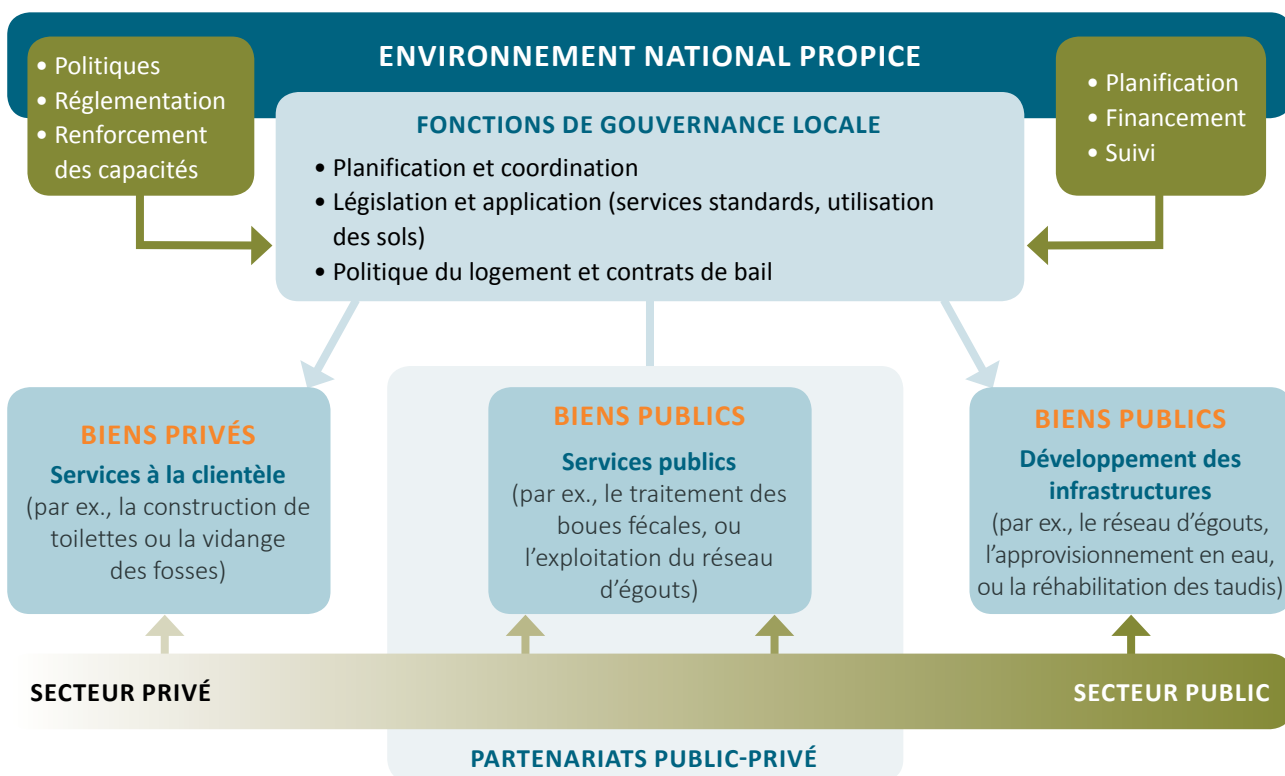 ENVIRONNEMENT NATIONAL PROPICE
• Politiques
• Réglementation
• Renforcement
des capacités
• Planification
• Financement
• Suivi
FONCTIONS DE GOUVERNANCE LOCALE
• Planification et coordination
• Législation et application (services standards, utilisation
des sols)
• Politique du logement et contrats de bail
BIENS PRIVÉS
Services à la clientèle
(par ex., la construction de
toilettes ou la vidange
des fosses)
BIENS PUBLICS
Services publics
(par ex., le traitement des
boues fécales, ou
l’exploitation du réseau
d’égouts)
BIENS PUBLICS
Développement des
infrastructures
(par ex., le réseau d’égouts,
l’approvisionnement en eau,
ou la réhabilitation des taudis)
SECTEUR PRIVÉ
SECTEUR PUBLIC
PARTENARIATS PUBLIC-PRIVÉ